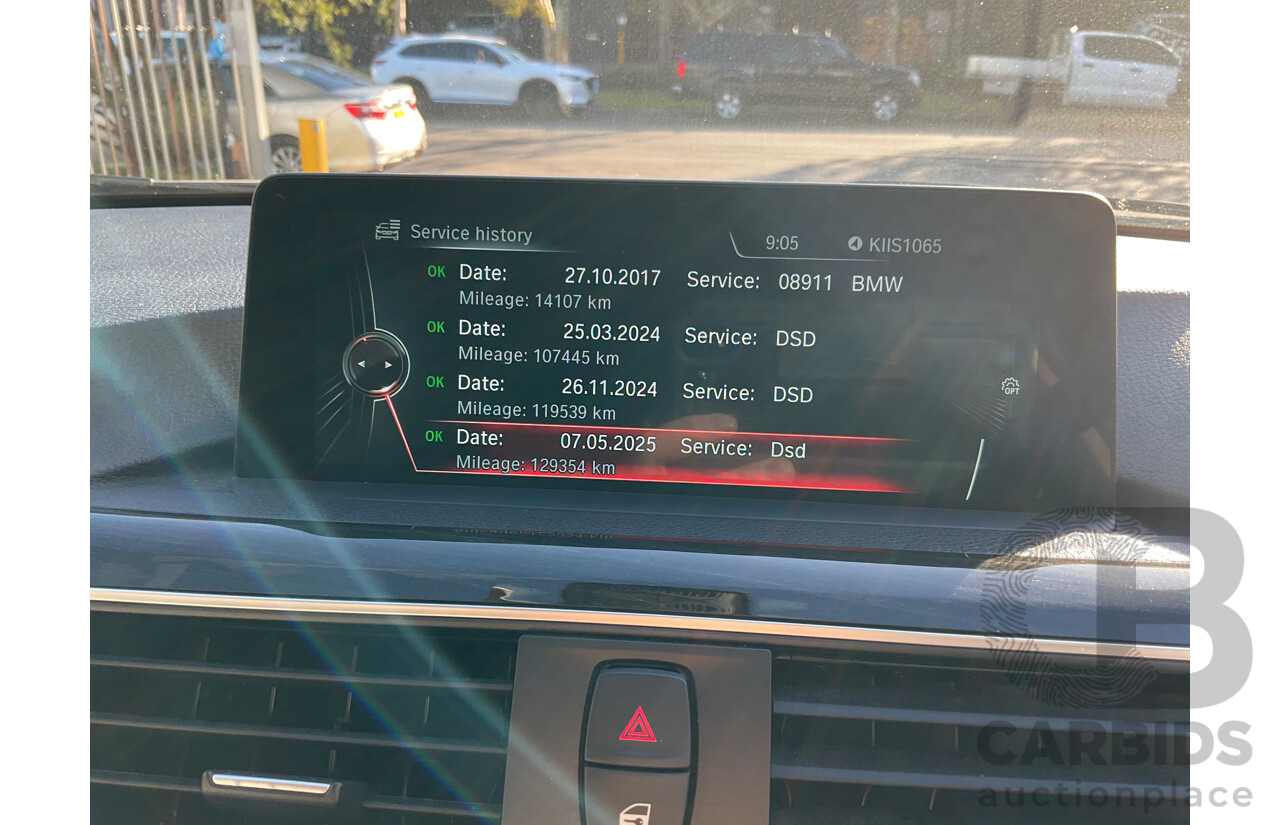 Service history
9:05
KIIS1065
OK Date: 27.10.2017 Service: 08911 BMW
Mileage: 14107 km
OK Date: 25.03.2024 Service: DSD
Mileage: 107445 km
OK Date: 26.11.2024 Service: DSD
Mileage: 119539 km
OK Date: 07.05.2025 Service: Dsd
Mileage: 129354 km
OPT
CB
CARBIDS
auctionplace